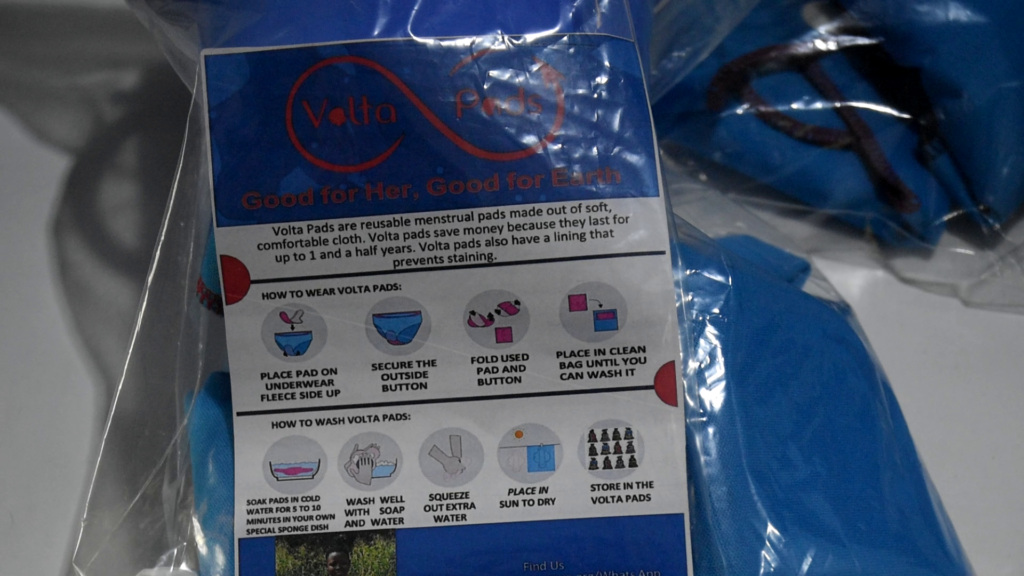 Volta Pads
Good for Her, Good for Earth
Volta Pads are reusable menstrual pads made out of soft,
comfortable cloth. Volta pads save money because they last for
up to 1 and a half years. Volta pads also have a lining that
prevents staining.
HOW TO WEAR VOLTA PADS:
PLACE PAD ON
UNDERWEAR
FLEECE SIDE UP
SECURE THE
OUTSIDE
BUTTON
FOLD USED
PAD AND
BUTTON
PLACE IN CLEAN
BAG UNTIL YOU
CAN WASH IT
HOW TO WASH VOLTA PADS:
SOAK PADS IN COLD
WATER FOR 5 TO 10
MINUTES IN YOUR OWN
SPECIAL SPONGE DISH
WASH WELL
WITH SOAP
AND WATER
SQUEEZE
OUT EXTRA
WATER
PLACE IN
SUN TO DRY
STORE IN THE
VOLTA PADS
Find Us
Whats App